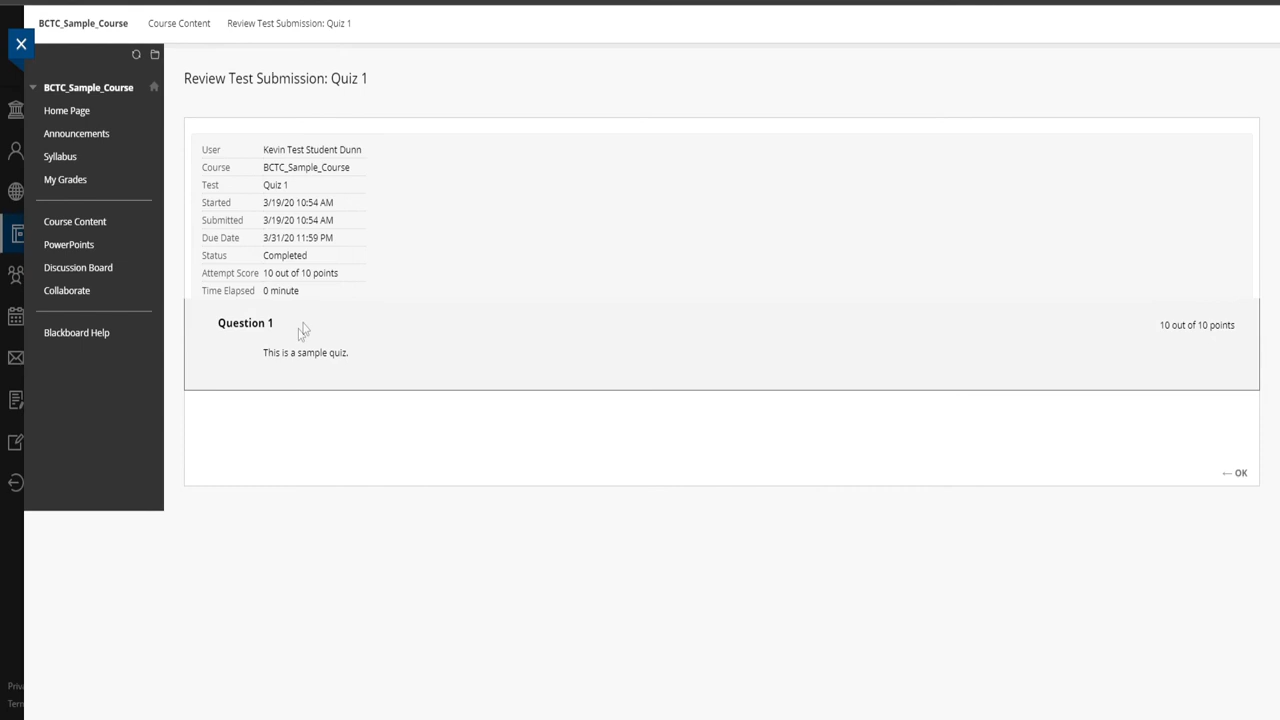 BCTC_Sample_Course Course Content Review Test Submission: Quiz 1
BCTC_Sample_Course
Home Page
Announcements
Syllabus
My Grades
Course Content
PowerPoints
Discussion Board
Collaborate
Blackboard Help
Review Test Submission: Quiz 1
User Kevin Test Student Dunn
Course BCTC_Sample_Course
Test Quiz 1
Started 3/19/20 10:54 AM
Submitted 3/19/20 10:54 AM
Due Date 3/31/20 11:59 PM
Status Completed
Attempt Score 10 out of 10 points
Time Elapsed 0 minute
Question 1 10 out of 10 points
This is a sample quiz.
← OK
Priv
Term